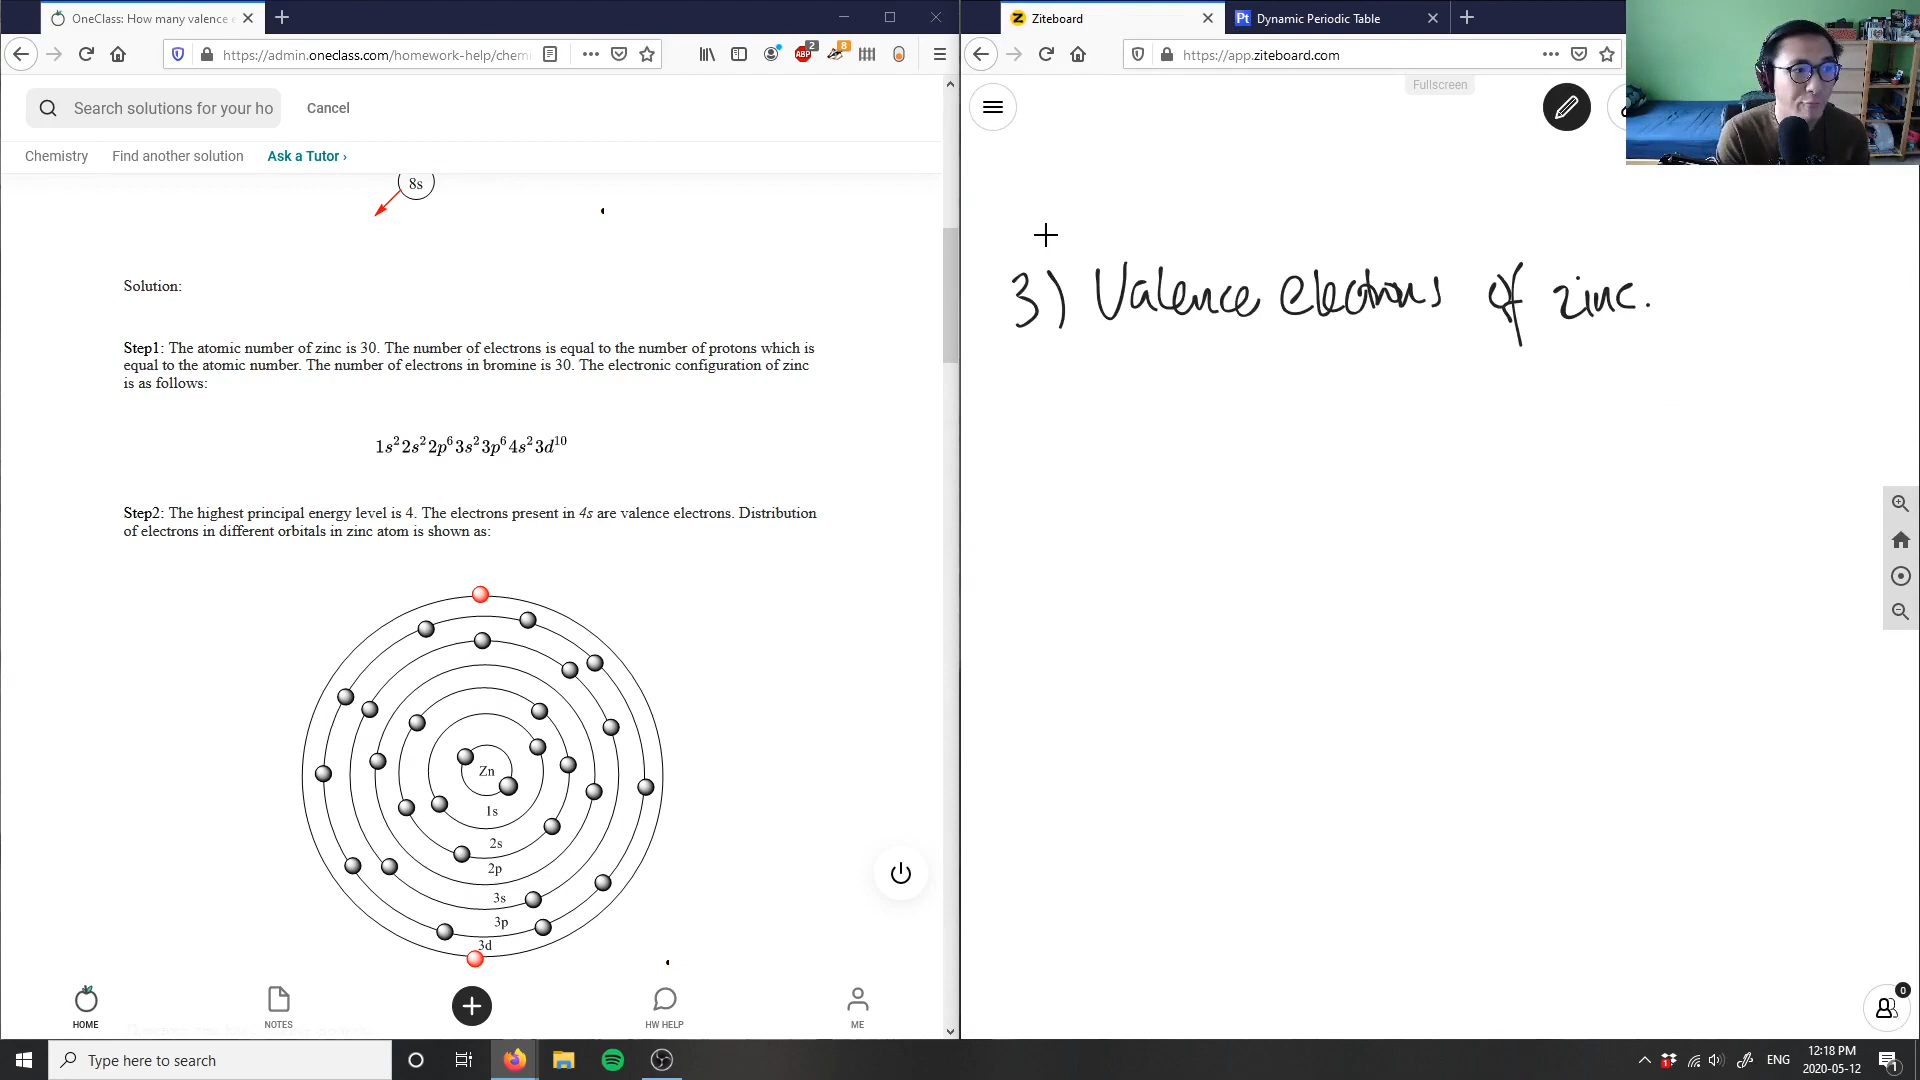 OneClass: How many valence e
Search solutions for your ho
Cancel
https://admin.oneclass.com/homework-help/chemi
2
8
Chemistry
Find another solution
Ask a Tutor ›
8s
Solution:
Step1: The atomic number of zinc is 30. The number of electrons is equal to the number of protons which is
equal to the atomic number. The number of electrons in bromine is 30. The electronic configuration of zinc
is as follows:
1s²2s²2p⁶3s²3p⁶4s²3d¹⁰
Step2: The highest principal energy level is 4. The electrons present in 4s are valence electrons. Distribution
of electrons in different orbitals in zinc atom is shown as:
Zn
1s
2s
2p
3s
3p
3d
HOME
NOTES
HW HELP
ME
Ziteboard
Pt Dynamic Periodic Table
https://app.ziteboard.com
Fullscreen
3) Valence electrons of zinc.
0
Type here to search
ENG
12:18 PM
2020-05-12
1